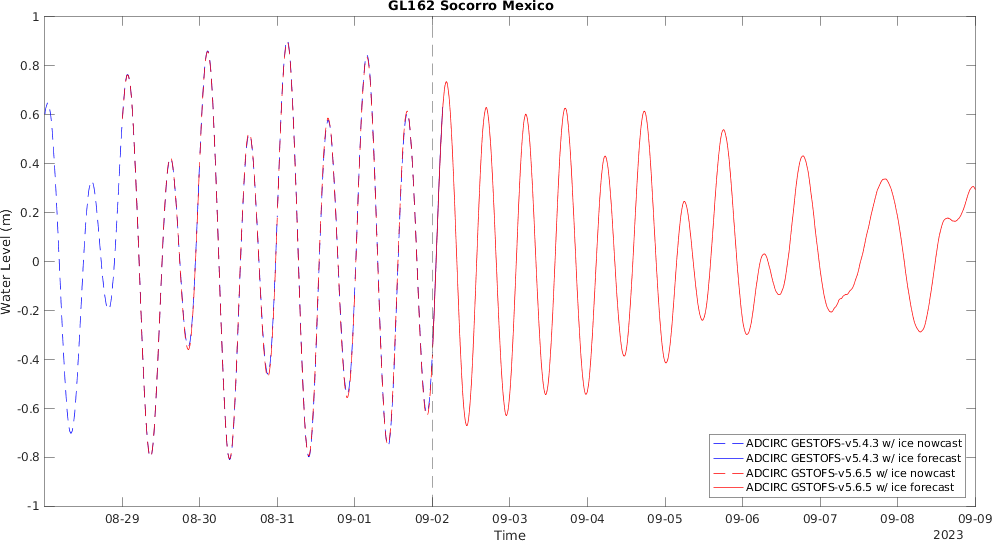 GL162 Socorro Mexico
1
0.8
0.6
0.4
0.2
0
-0.2
-0.4
-0.6
-0.8
-1
Water Level (m)
ADCIRC GESTOFS-v5.4.3 w/ ice nowcast
ADCIRC GESTOFS-v5.4.3 w/ ice forecast
ADCIRC GSTOFS-v5.6.5 w/ ice nowcast
ADCIRC GSTOFS-v5.6.5 w/ ice forecast
08-29 08-30 08-31 09-01 09-02 09-03 09-04 09-05 09-06 09-07 09-08 09-09
Time
2023